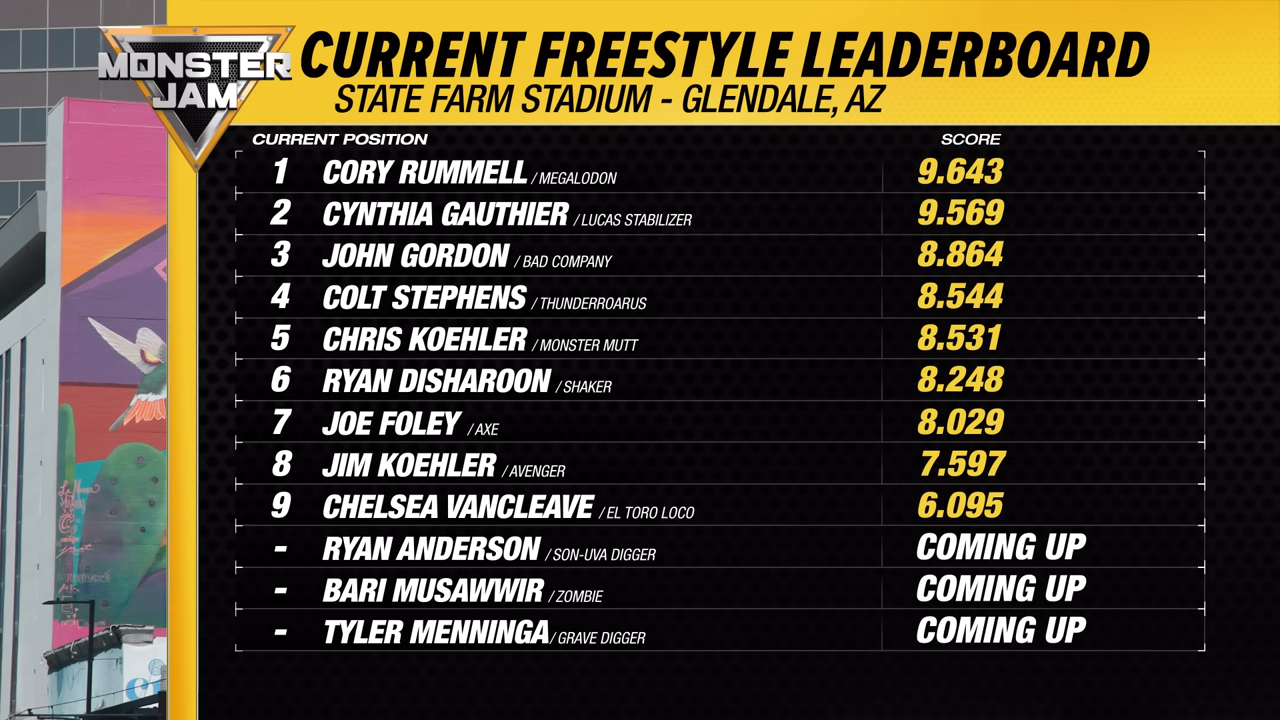 MONSTER JAM
CURRENT FREESTYLE LEADERBOARD
STATE FARM STADIUM - GLENDALE, AZ
CURRENT POSITION SCORE
1 CORY RUMMELL / MEGALODON 9.643
2 CYNTHIA GAUTHIER / LUCAS STABILIZER 9.569
3 JOHN GORDON / BAD COMPANY 8.864
4 COLT STEPHENS / THUNDERROARUS 8.544
5 CHRIS KOEHLER / MONSTER MUTT 8.531
6 RYAN DISHAROON / SHAKER 8.248
7 JOE FOLEY / AXE 8.029
8 JIM KOEHLER / AVENGER 7.597
9 CHELSEA VANCLEAVE / EL TORO LOCO 6.095
- RYAN ANDERSON / SON-UVA DIGGER COMING UP
- BARI MUSAWWIR / ZOMBIE COMING UP
- TYLER MENNINGA / GRAVE DIGGER COMING UP